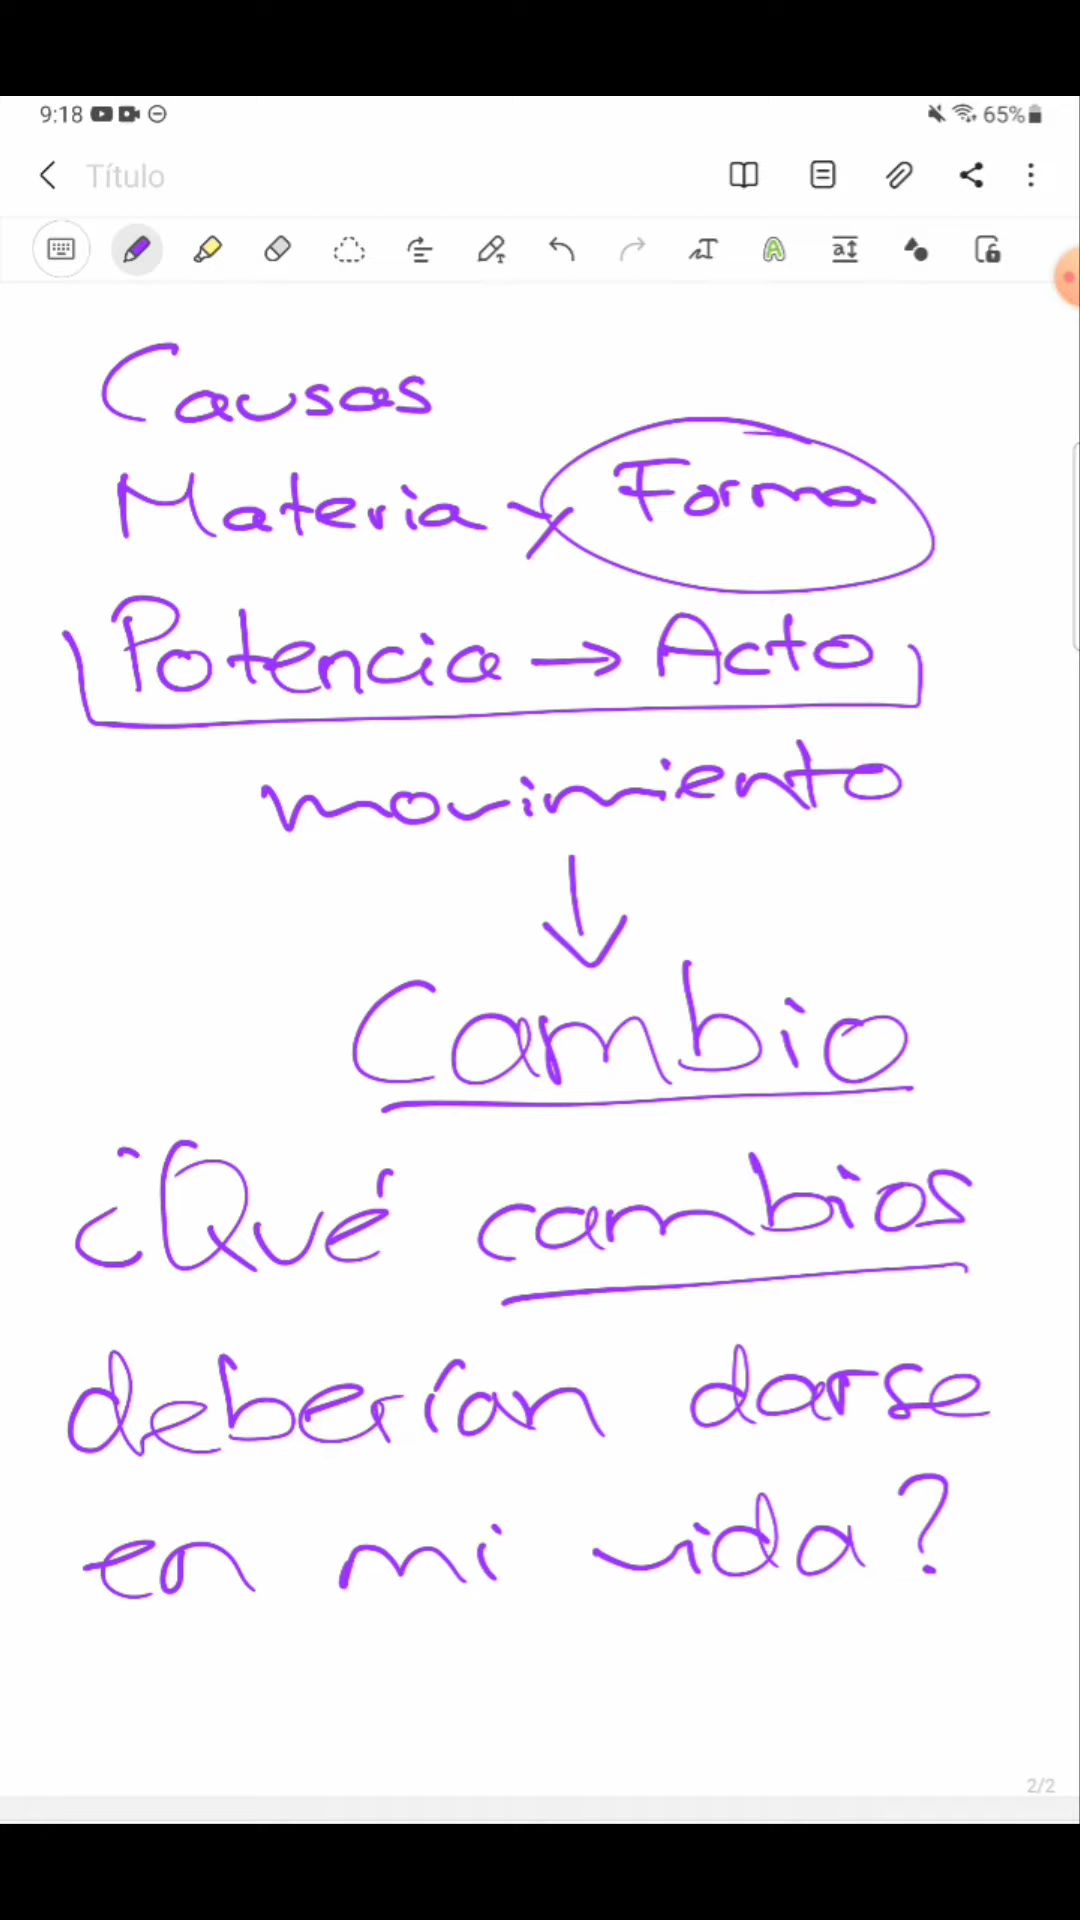 9:18 65%
Título
Causas
Materia y Forma
Potencia → Acto
movimiento
↓
Cambio
¿Qué cambios
deberían darse
en mi vida?
2/2